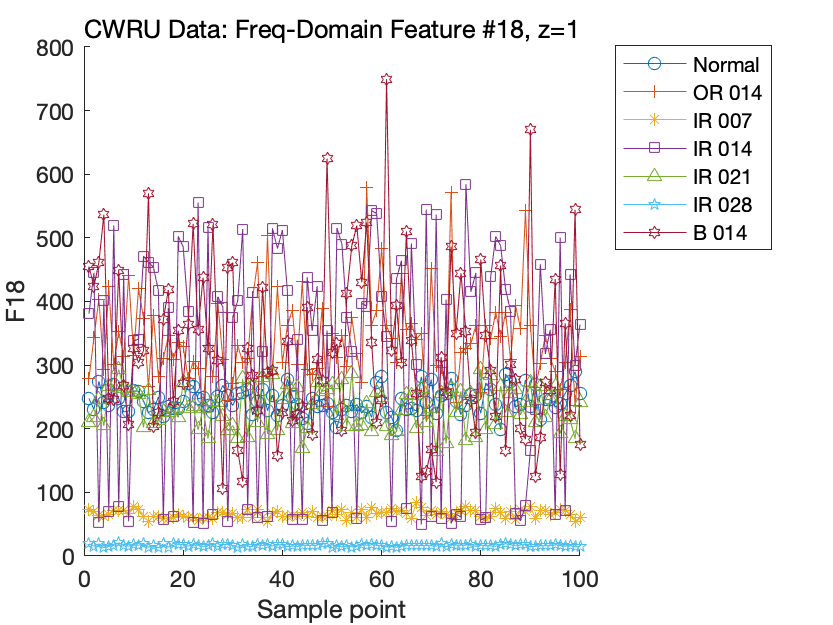 CWRU Data: Freq-Domain Feature #18, z=1
800
700
600
500
400
300
200
100
0
F18
0
20
40
60
80
100
Sample point
Normal
OR 014
IR 007
IR 014
IR 021
IR 028
B 014